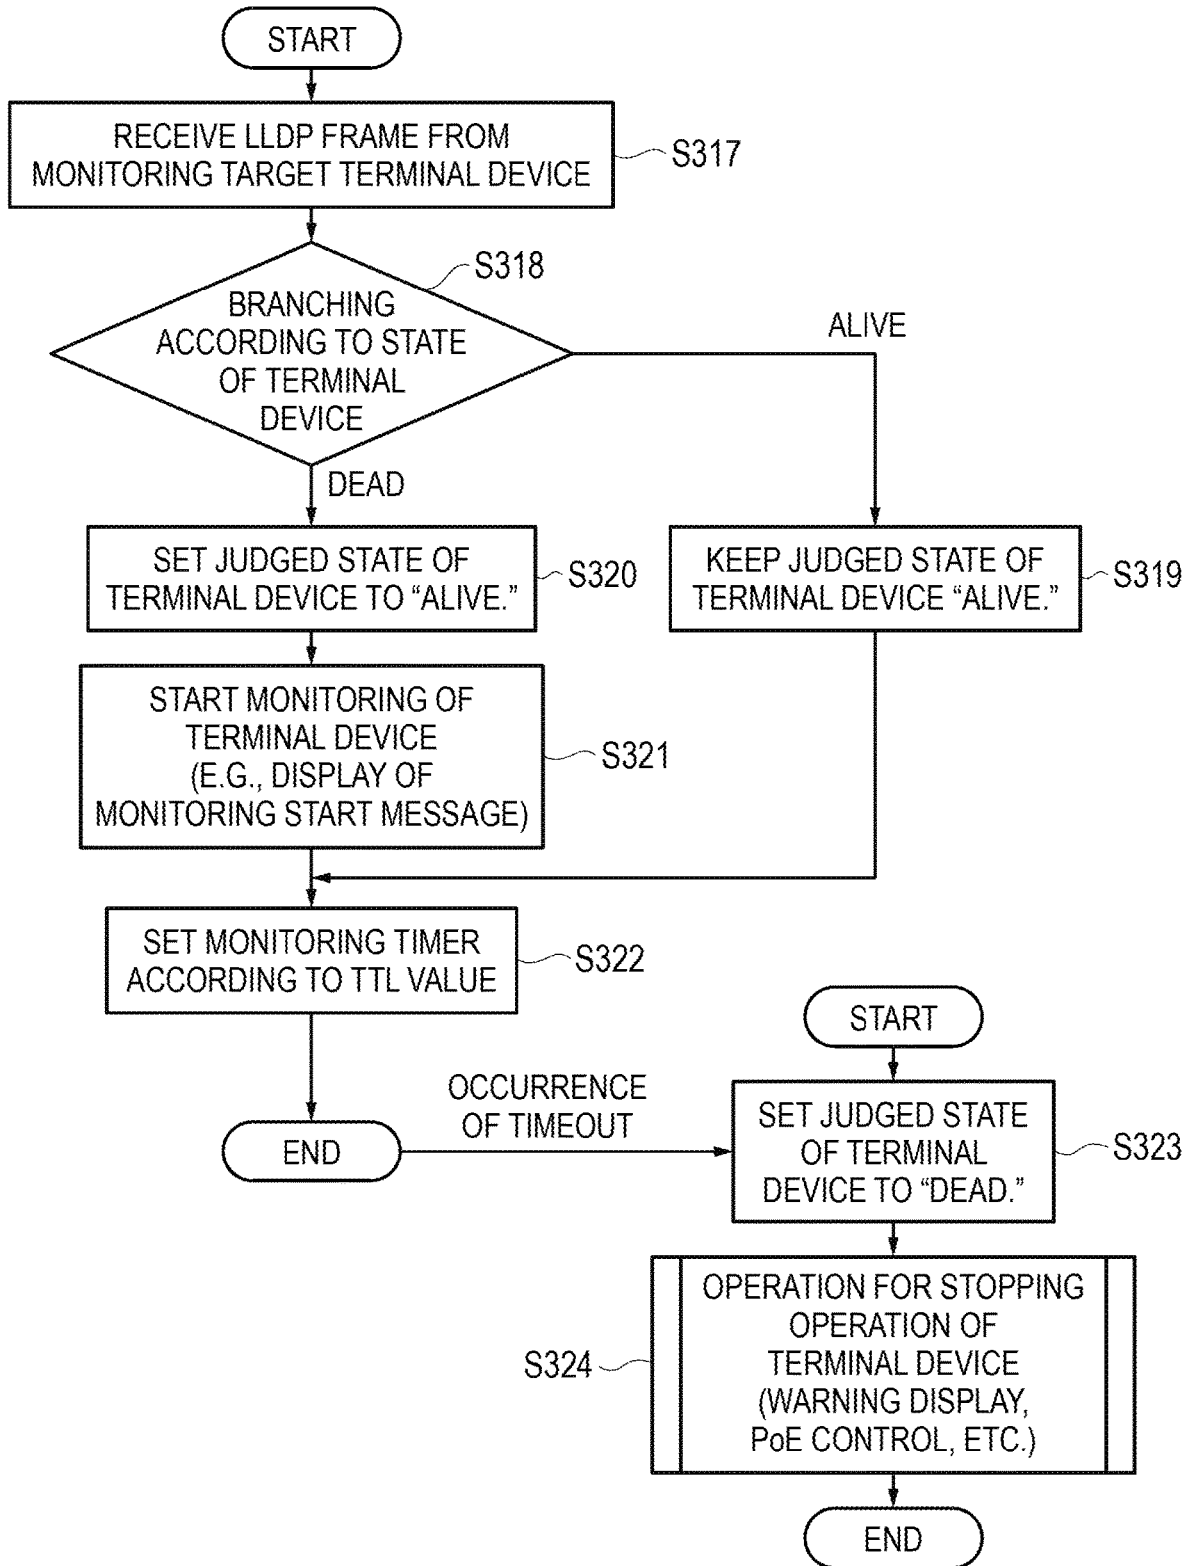 START
RECEIVE LLDP FRAME FROM
MONITORING TARGET TERMINAL DEVICE
S317
S318
BRANCHING
ACCORDING TO STATE
OF TERMINAL
DEVICE
ALIVE
DEAD
SET JUDGED STATE OF
TERMINAL DEVICE TO “ALIVE.”
S320
KEEP JUDGED STATE OF
TERMINAL DEVICE “ALIVE.”
S319
START MONITORING OF
TERMINAL DEVICE
(E.G., DISPLAY OF
MONITORING START MESSAGE)
S321
SET MONITORING TIMER
ACCORDING TO TTL VALUE
S322
END
OCCURRENCE
OF TIMEOUT
START
SET JUDGED STATE
OF TERMINAL
DEVICE TO “DEAD.”
S323
OPERATION FOR STOPPING
OPERATION OF
TERMINAL DEVICE
(WARNING DISPLAY,
PoE CONTROL, ETC.)
S324
END